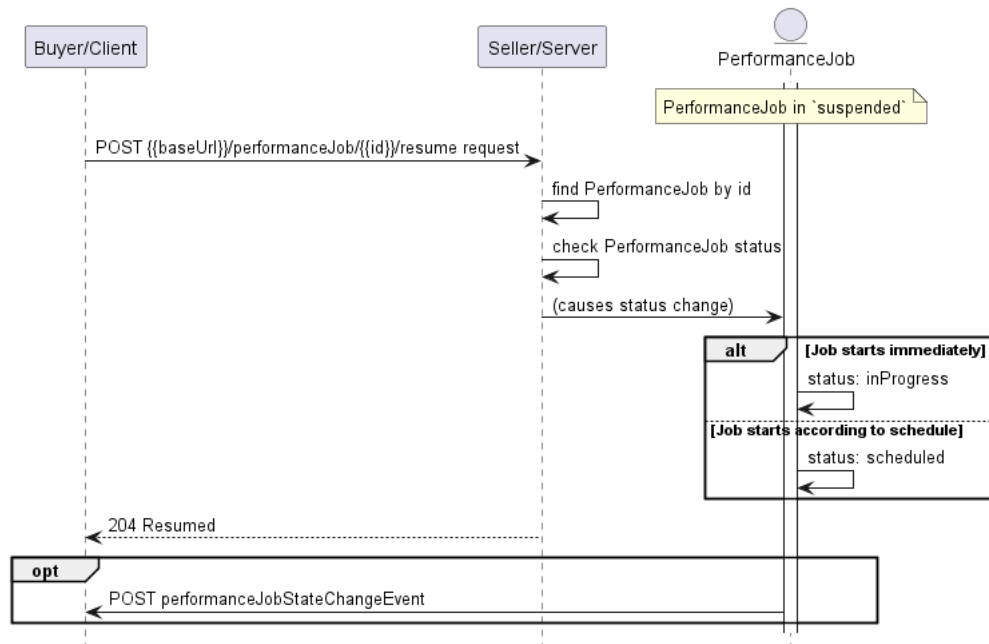 Buyer/Client
Seller/Server
PerformanceJob
PerformanceJob in `suspended`
POST {{baseUrl}}/performanceJob/{{id}}/resume request
find PerformanceJob by id
check PerformanceJob status
(causes status change)
alt
[Job starts immediately]
status: inProgress
[Job starts according to schedule]
status: scheduled
204 Resumed
opt
POST performanceJobStateChangeEvent